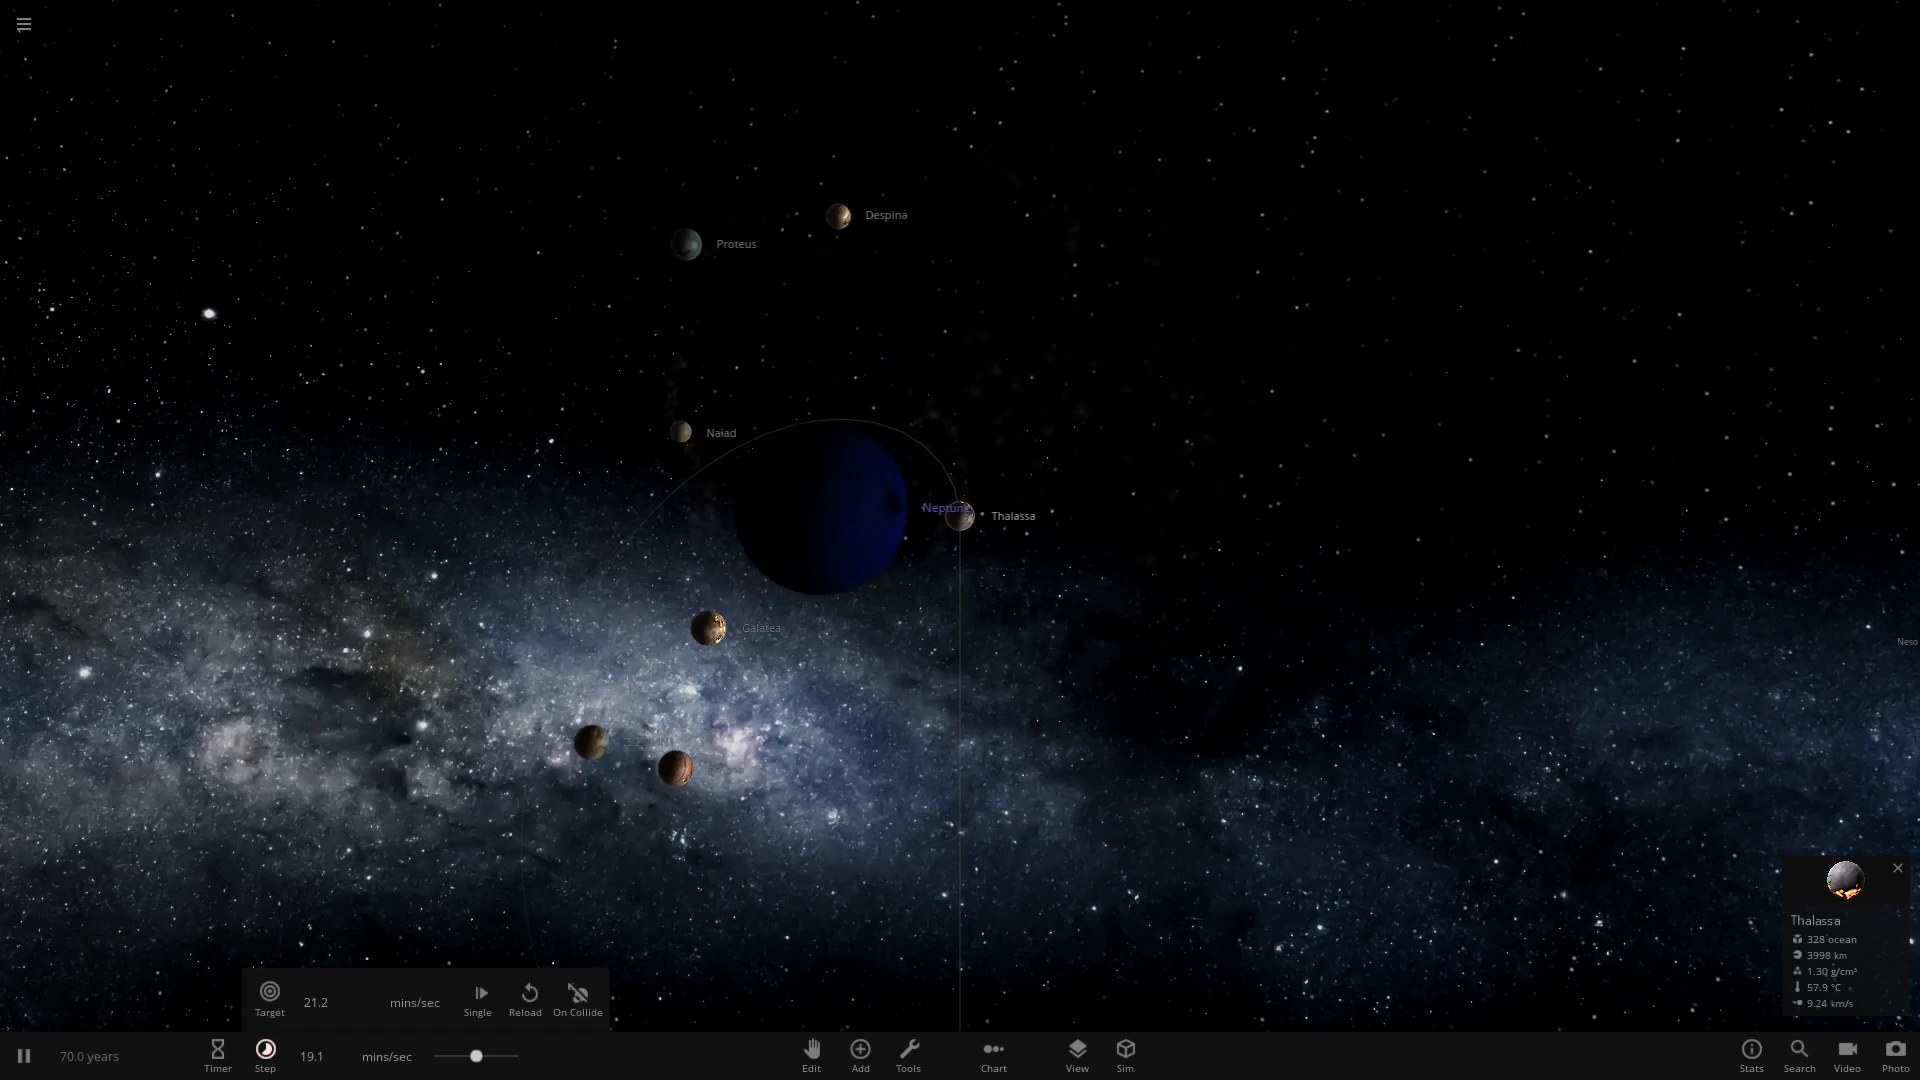 Despina
Proteus
Naiad
Neptune
Thalassa
Galatea
Neso
Thalassa
328 ocean
3998 km
1.30 g/cm³
57.9 °C
9.24 km/s
Target
21.2
mins/sec
Single
Reload
On Collide
70.0 years
Timer
Step
19.1
mins/sec
Edit
Add
Tools
Chart
View
Sim
Stats
Search
Video
Photo